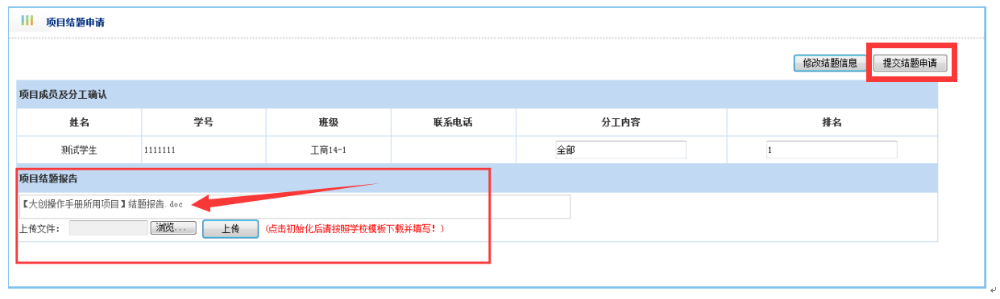 项目结题申请
修改结题信息 提交结题申请
项目成员及分工确认
姓名 学号 班级 联系电话 分工内容 排名
测试学生 1111111 工商14-1 全部 1
项目结题报告
【大创操作手册所用项目】结题报告.doc
上传文件： 浏览... 上传 (点击初始化后请按照学校模板下载并填写！)